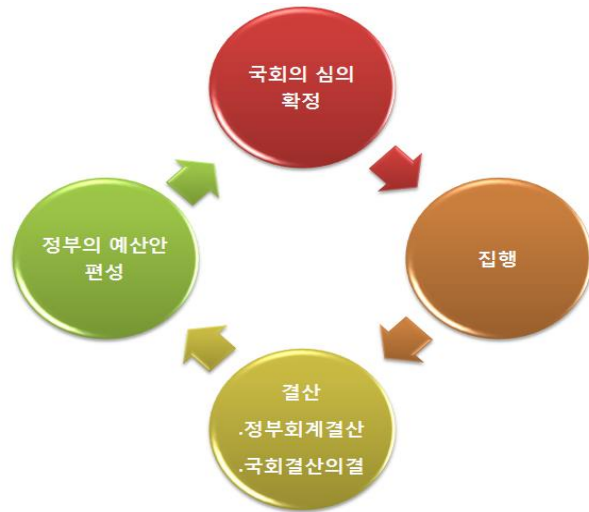 국회의 심의
확정
정부의 예산안
편성
집행
결산
.정부회계결산
.국회결산의결